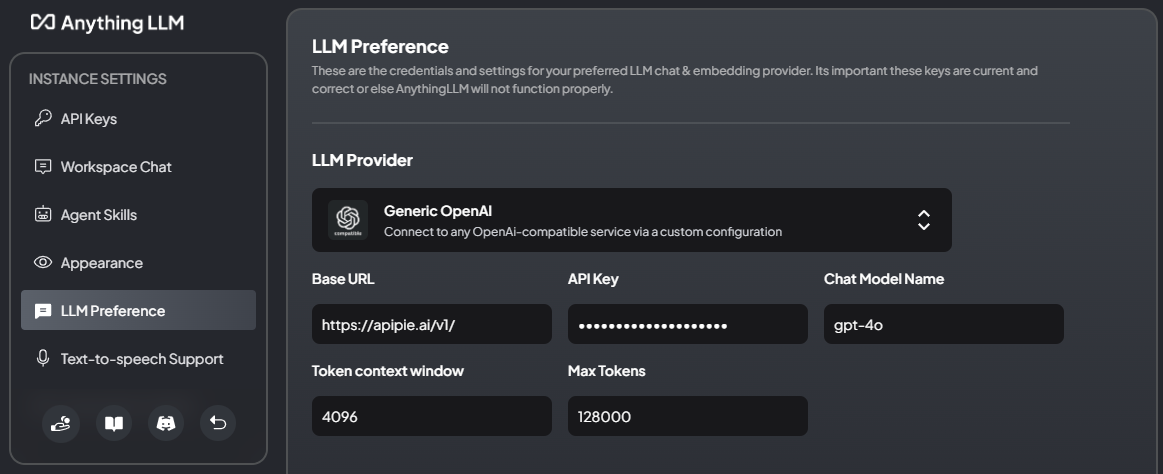 Anything LLM
INSTANCE SETTINGS
API Keys
Workspace Chat
Agent Skills
Appearance
LLM Preference
Text-to-speech Support
LLM Preference
These are the credentials and settings for your preferred LLM chat & embedding provider. Its important these keys are current and
correct or else AnythingLLM will not function properly.
LLM Provider
compatible
Generic OpenAI
Connect to any OpenAi-compatible service via a custom configuration
Base URL
API Key
Chat Model Name
https://apipie.ai/v1/
••••••••••••••••••••
gpt-4o
Token context window
Max Tokens
4096
128000